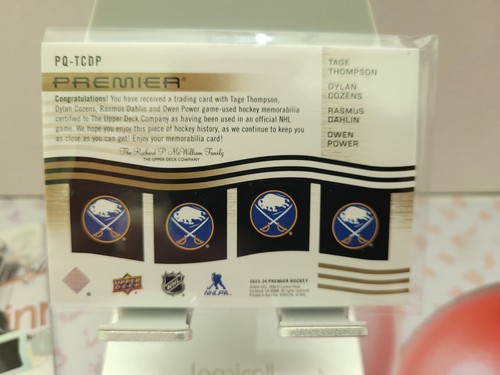 PQ-TCDP
PREMIER
Congratulations! You have received a trading card with Tage Thompson,
Dylan Cozens, Rasmus Dahlin and Owen Power game-used hockey memorabilia
certified to The Upper Deck Company as having been used in an official NHL
game. We hope you enjoy this piece of hockey history, as we continue to keep you
as close as you can get! Enjoy your memorabilia card!
The Richard P. McWilliam Family
THE UPPER DECK COMPANY
TAGE
THOMPSON
DYLAN
COZENS
RASMUS
DAHLIN
OWEN
POWER
UPPER DECK
NHL
NHLPA
2023-24 PREMIER HOCKEY